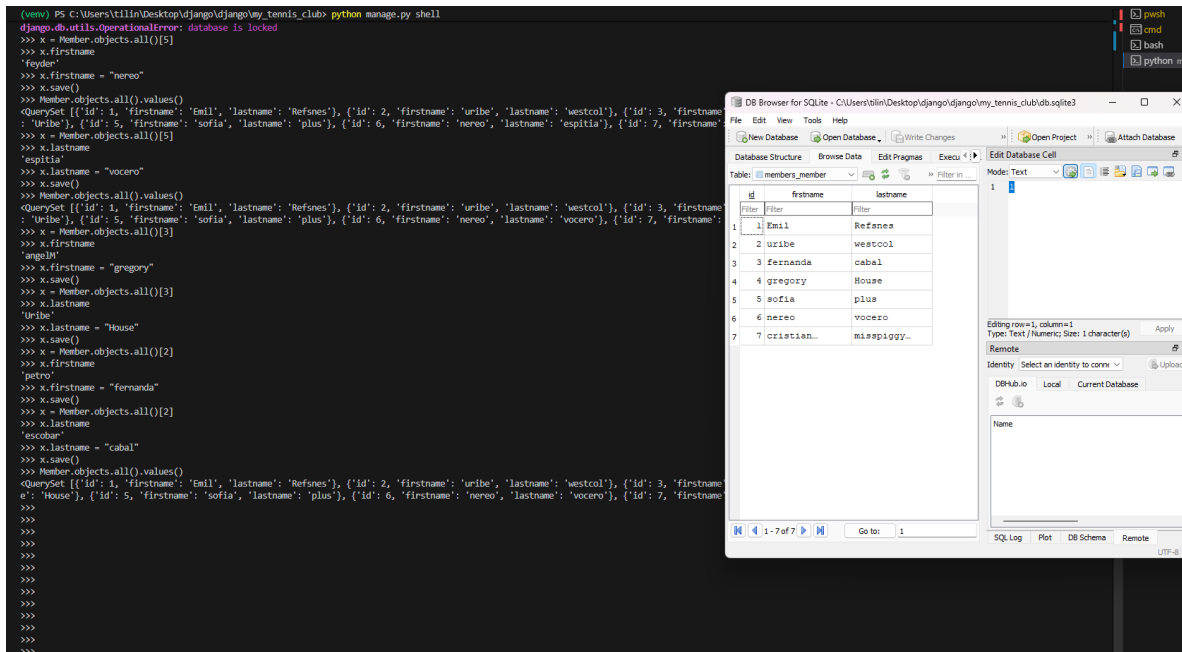 (venv) PS C:\Users\tilin\Desktop\django\django\my_tennis_club> python manage.py shell
django.db.utils.OperationalError: database is locked
>>> x = Member.objects.all()[5]
>>> x.firstname
'feyder'
>>> x.firstname = "nereo"
>>> x.save()
>>> Member.objects.all().values()
<QuerySet [{'id': 1, 'firstname': 'Emil', 'lastname': 'Refsnes'}, {'id': 2, 'firstname': 'uribe', 'lastname': 'westcol'}, {'id': 3, 'firstname'
: 'Uribe'}, {'id': 5, 'firstname': 'sofia', 'lastname': 'plus'}, {'id': 6, 'firstname': 'nereo', 'lastname': 'espitia'}, {'id': 7, 'firstname':
>>> x = Member.objects.all()[5]
>>> x.lastname
'espitia'
>>> x.lastname = "vocero"
>>> x.save()
>>> Member.objects.all().values()
<QuerySet [{'id': 1, 'firstname': 'Emil', 'lastname': 'Refsnes'}, {'id': 2, 'firstname': 'uribe', 'lastname': 'westcol'}, {'id': 3, 'firstname'
: 'Uribe'}, {'id': 5, 'firstname': 'sofia', 'lastname': 'plus'}, {'id': 6, 'firstname': 'nereo', 'lastname': 'vocero'}, {'id': 7, 'firstname':
>>> x = Member.objects.all()[3]
>>> x.firstname
'angelM'
>>> x.firstname = "gregory"
>>> x.save()
>>> x = Member.objects.all()[3]
>>> x.lastname
'Uribe'
>>> x.lastname = "House"
>>> x.save()
>>> x = Member.objects.all()[2]
>>> x.firstname
'petro'
>>> x.firstname = "fernanda"
>>> x.save()
>>> x = Member.objects.all()[2]
>>> x.lastname
'escobar'
>>> x.lastname = "cabal"
>>> x.save()
>>> Member.objects.all().values()
<QuerySet [{'id': 1, 'firstname': 'Emil', 'lastname': 'Refsnes'}, {'id': 2, 'firstname': 'uribe', 'lastname': 'westcol'}, {'id': 3, 'firstname'
e': 'House'}, {'id': 5, 'firstname': 'sofia', 'lastname': 'plus'}, {'id': 6, 'firstname': 'nereo', 'lastname': 'vocero'}, {'id': 7, 'firstname'
>>>
>>>
>>>
>>>
>>>
>>>
>>>
>>>
>>>
>>>
>>>
>>>
>>>
pwsh
cmd
bash
python m
DB Browser for SQLite - C:\Users\tilin\Desktop\django\django\my_tennis_club\db.sqlite3
File Edit View Tools Help
New Database Open Database Write Changes » Open Project » Attach Database
Database Structure Browse Data Edit Pragmas Execu
Table: members_member » Filter in ...
id firstname lastname
Filter Filter Filter
1 1 Emil Refsnes
2 2 uribe westcol
3 3 fernanda cabal
4 4 gregory House
5 5 sofia plus
6 6 nereo vocero
7 7 cristian… misspiggy…
1 - 7 of 7 Go to: 1
Edit Database Cell
Mode: Text
1 1
Editing row=1, column=1
Type: Text / Numeric; Size: 1 character(s) Apply
Remote
Identity Select an identity to conne Upload
DBHub.io Local Current Database
Name
SQL Log Plot DB Schema Remote
UTF-8